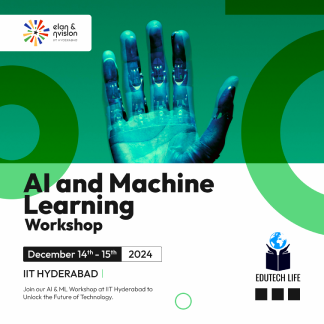 elan & ηvision
IIT HYDERABAD
AI and Machine
Learning
Workshop
December 14th - 15th 2024
IIT HYDERABAD
Join our AI & ML Workshop at IIT Hyderabad to
Unlock the Future of Technology.
EDUTECH LIFE